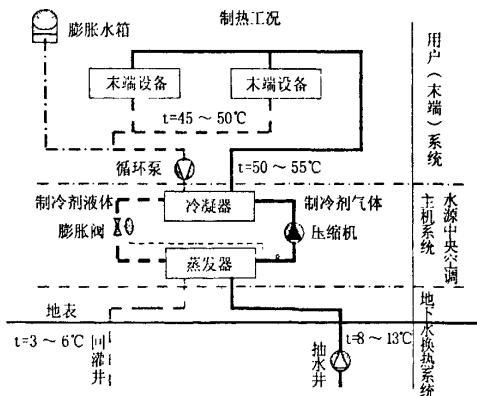 制热工况
膨胀水箱
末端设备
末端设备
t=45～50℃
循环泵
t=50～55℃
用户(末端)系统
制冷剂液体
冷凝器
制冷剂气体
膨胀阀
压缩机
蒸发器
水源中央空调
主机系统
地表
t=3～6℃
回灌井
抽水井
t=8～13℃
地下水换热系统